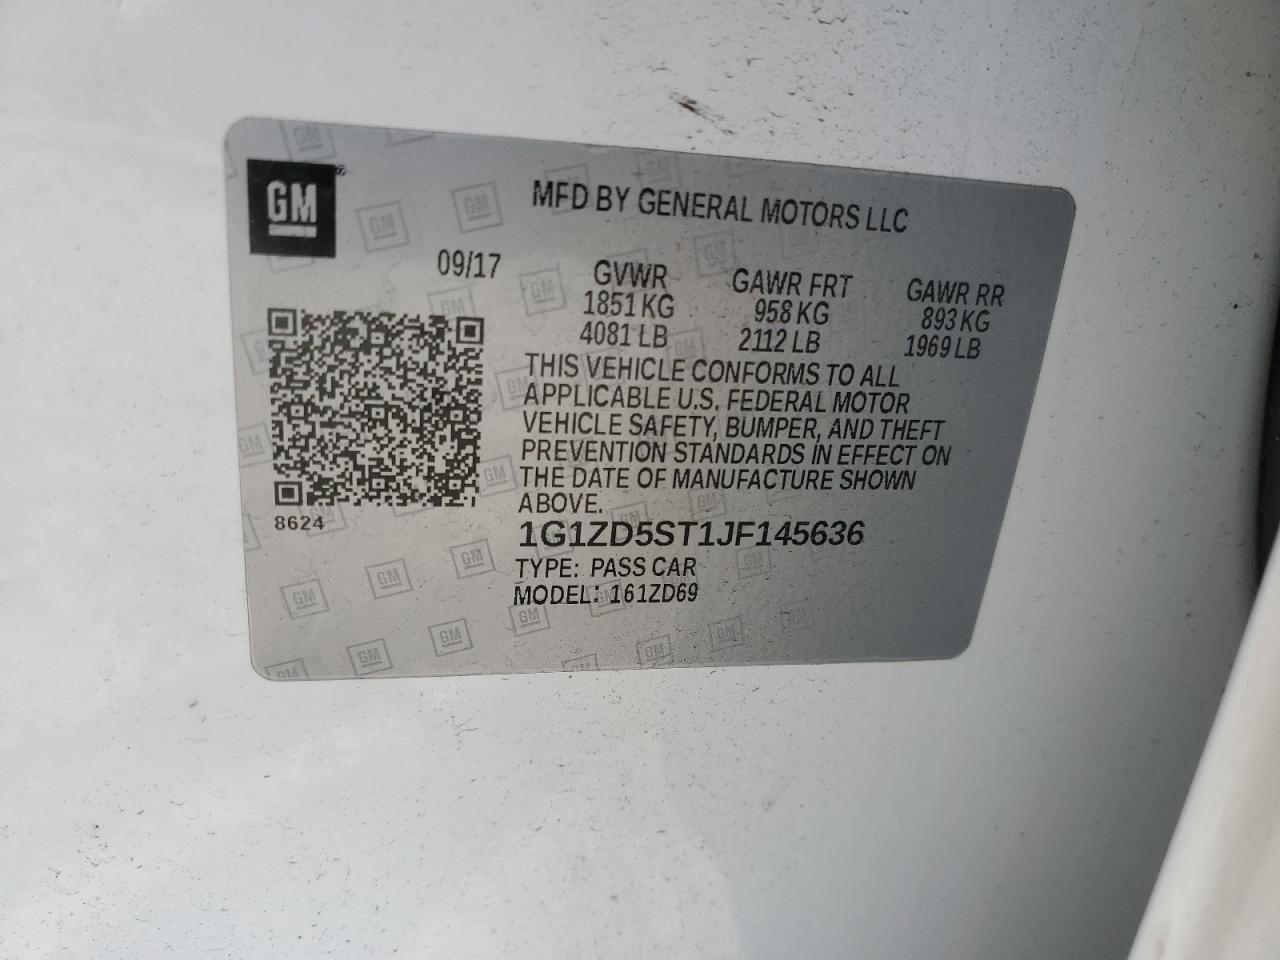 GM
MFD BY GENERAL MOTORS LLC
09/17
GVWR GAWR FRT GAWR RR
1851 KG 958 KG 893 KG
4081 LB 2112 LB 1969 LB
THIS VEHICLE CONFORMS TO ALL
APPLICABLE U.S. FEDERAL MOTOR
VEHICLE SAFETY, BUMPER, AND THEFT
PREVENTION STANDARDS IN EFFECT ON
THE DATE OF MANUFACTURE SHOWN
ABOVE.
8624
1G1ZD5ST1JF145636
TYPE: PASS CAR
MODEL: 161ZD69